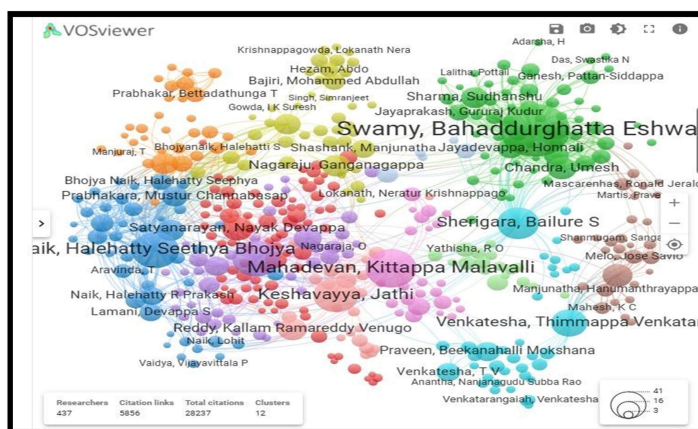 VOSviewer
Krishnappagowda, Lokanath Nera
Adarsha, H
Das, Swastika N
Hezam, Abdo
Bajiri, Mohammed Abdullah
Lalitha, Pottali
Ganesh, Pattan-Siddappa
Prabhakar, Bettadathunga T
Singh, Simranjeet
Sharma, Sudhanshu
Gowda, I K Suresh
Jayaprakash, Gururaj Kudur
Swamy, Bahaddurghatta Eshwa
Manjuraj, T
Bhojyanaik, Halehatti S
Shashank, Manjunatha
Jayadevappa, Honnali
Nagaraju, Ganganagappa
Chandra, Umesh
Bhojya Naik, Halehatty Seephya
Mascarenhas, Ronald Jeral
Prabhakara, Mustur Channabasap
Lokanath, Neratur Krishnappago
Martis, Prave
Satyanarayan, Nayak Devappa
Sherigara, Bailure S
aik, Halehatty Seethya Bhojya
Nagaraja, O
Yathisha, R O
Shanmugam, Sanga
Melo, Jose Savio
Aravinda, T
Mahadevan, Kittappa Malavalli
Naik, Halehatty R Prakash
Keshavayya, Jathi
Manjunatha, Hanumanthrayappa
Lamani, Devappa S
Mahesh, K C
Reddy, Kallam Ramareddy Venugo
Venkatesha, Thimmappa Venkatar
Naik, Lohit
Praveen, Beekanahalli Mokshana
Vaidya, Vijayavittala P
Venkatesha, T V
Anantha, Nanjanagudu Subba Rao
Venkatarangaiah, Venkatesha
Researchers Citation links Total citations Clusters
437 5856 28237 12
41
16
3